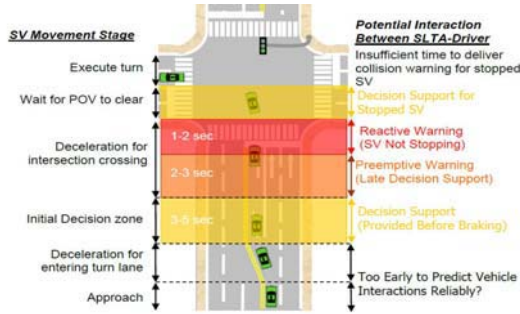 SV Movement Stage
Execute turn
Wait for POV to clear
Deceleration for
intersection crossing
Initial Decision zone
Deceleration for
entering turn lane
Approach
1-2 sec
2-3 sec
3-5 sec
Potential Interaction
Between SLTA-Driver
Insufficient time to deliver
collision warning for stopped
SV
Decision Support for
Stopped SV
Reactive Warning
(SV Not Stopping)
Preemptive Warning
(Late Decision Support)
Decision Support
(Provided Before Braking)
Too Early to Predict Vehicle
Interactions Reliably?